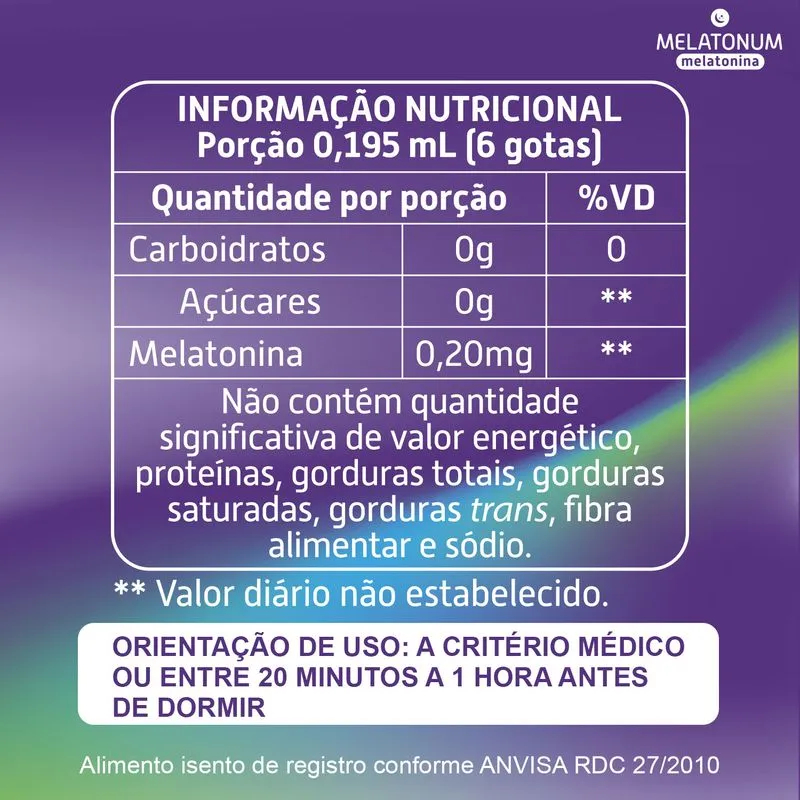 MELATONUM
melatonina
INFORMAÇÃO NUTRICIONAL
Porção 0,195 mL (6 gotas)
Quantidade por porção %VD
Carboidratos 0g 0
Açúcares 0g **
Melatonina 0,20mg **
Não contém quantidade
significativa de valor energético,
proteínas, gorduras totais, gorduras
saturadas, gorduras trans, fibra
alimentar e sódio.
** Valor diário não estabelecido.
ORIENTAÇÃO DE USO: A CRITÉRIO MÉDICO
OU ENTRE 20 MINUTOS A 1 HORA ANTES
DE DORMIR
Alimento isento de registro conforme ANVISA RDC 27/2010